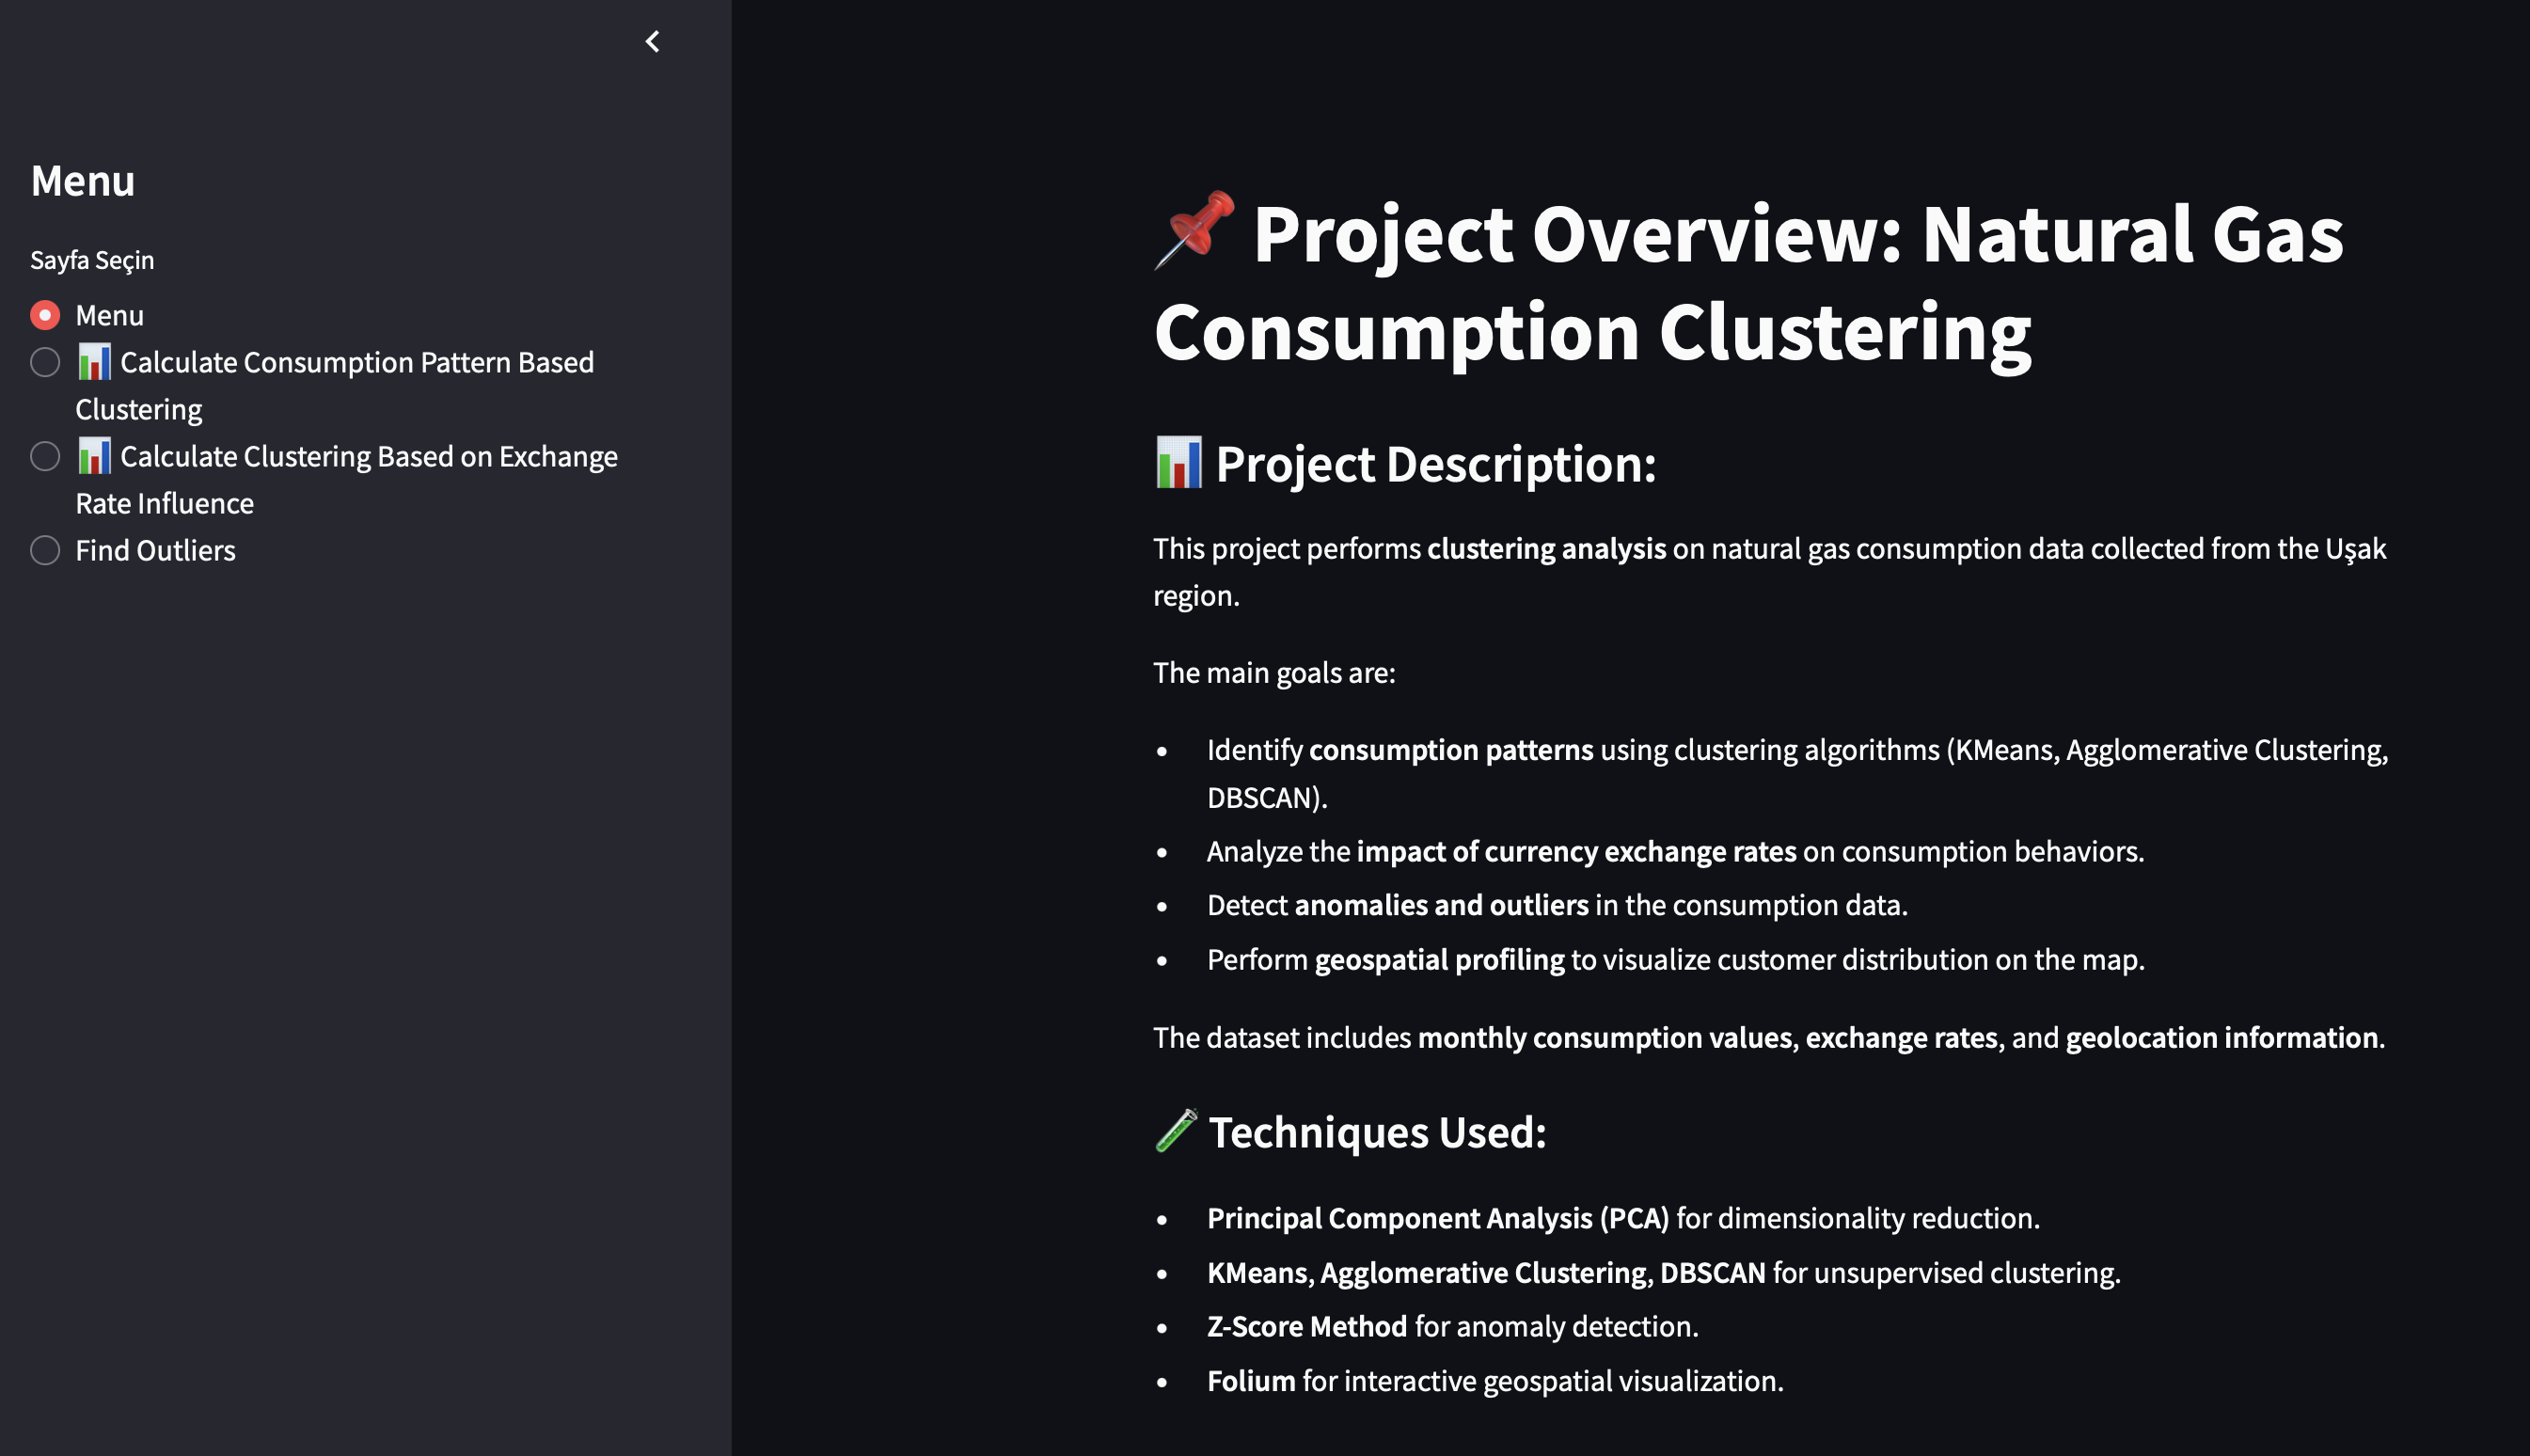 Menu
Sayfa Seçin
Menu
📊 Calculate Consumption Pattern Based
Clustering
📊 Calculate Clustering Based on Exchange
Rate Influence
Find Outliers
📌 Project Overview: Natural Gas
Consumption Clustering
📊 Project Description:
This project performs clustering analysis on natural gas consumption data collected from the Uşak
region.
The main goals are:
• Identify consumption patterns using clustering algorithms (KMeans, Agglomerative Clustering,
DBSCAN).
• Analyze the impact of currency exchange rates on consumption behaviors.
• Detect anomalies and outliers in the consumption data.
• Perform geospatial profiling to visualize customer distribution on the map.
The dataset includes monthly consumption values, exchange rates, and geolocation information.
🧪 Techniques Used:
• Principal Component Analysis (PCA) for dimensionality reduction.
• KMeans, Agglomerative Clustering, DBSCAN for unsupervised clustering.
• Z-Score Method for anomaly detection.
• Folium for interactive geospatial visualization.